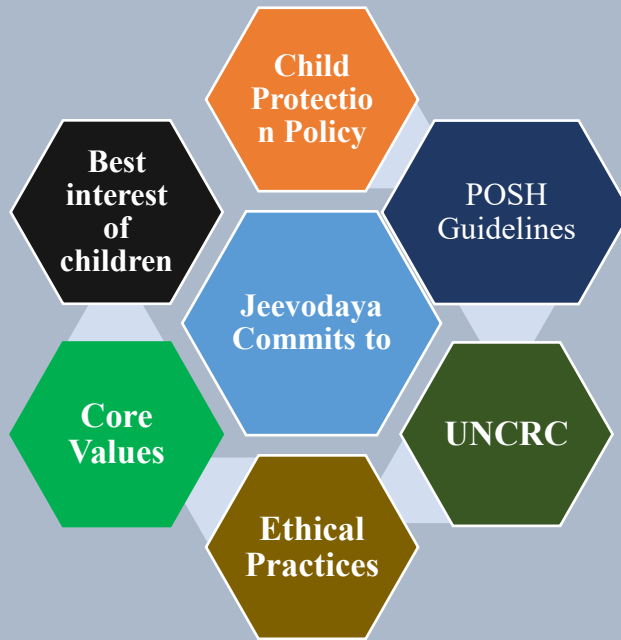 Child
Protectio
n Policy
POSH
Guidelines
UNCRC
Ethical
Practices
Core
Values
Best
interest
of
children
Jeevodaya
Commits to